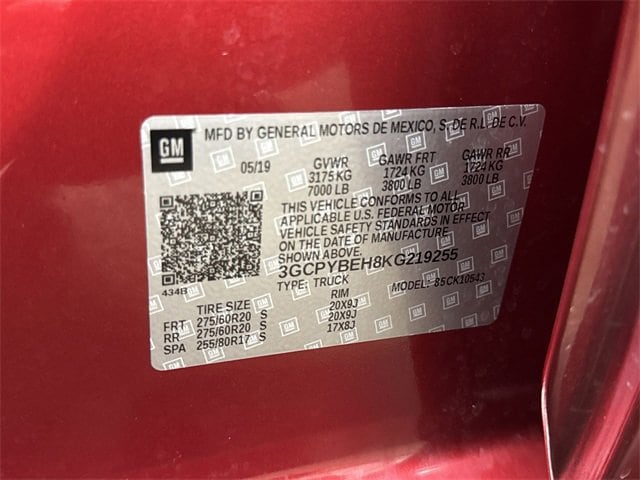 GM
MFD BY GENERAL MOTORS DE MEXICO, S. DE R.L. DE C.V.
05/19 GVWR GAWR FRT GAWR RR
3175 KG 1724 KG 1724 KG
7000 LB 3800 LB 3800 LB
THIS VEHICLE CONFORMS TO ALL
APPLICABLE U.S. FEDERAL MOTOR
VEHICLE SAFETY STANDARDS IN EFFECT
ON THE DATE OF MANUFACTURE
SHOWN ABOVE.
3GCPYBEH8KG219255
434B TYPE: TRUCK MODEL: 85CK10543
TIRE SIZE RIM
FRT 275/60R20 S 20X9J
RR 275/60R20 S 20X9J
SPA 255/80R17 S 17X8J